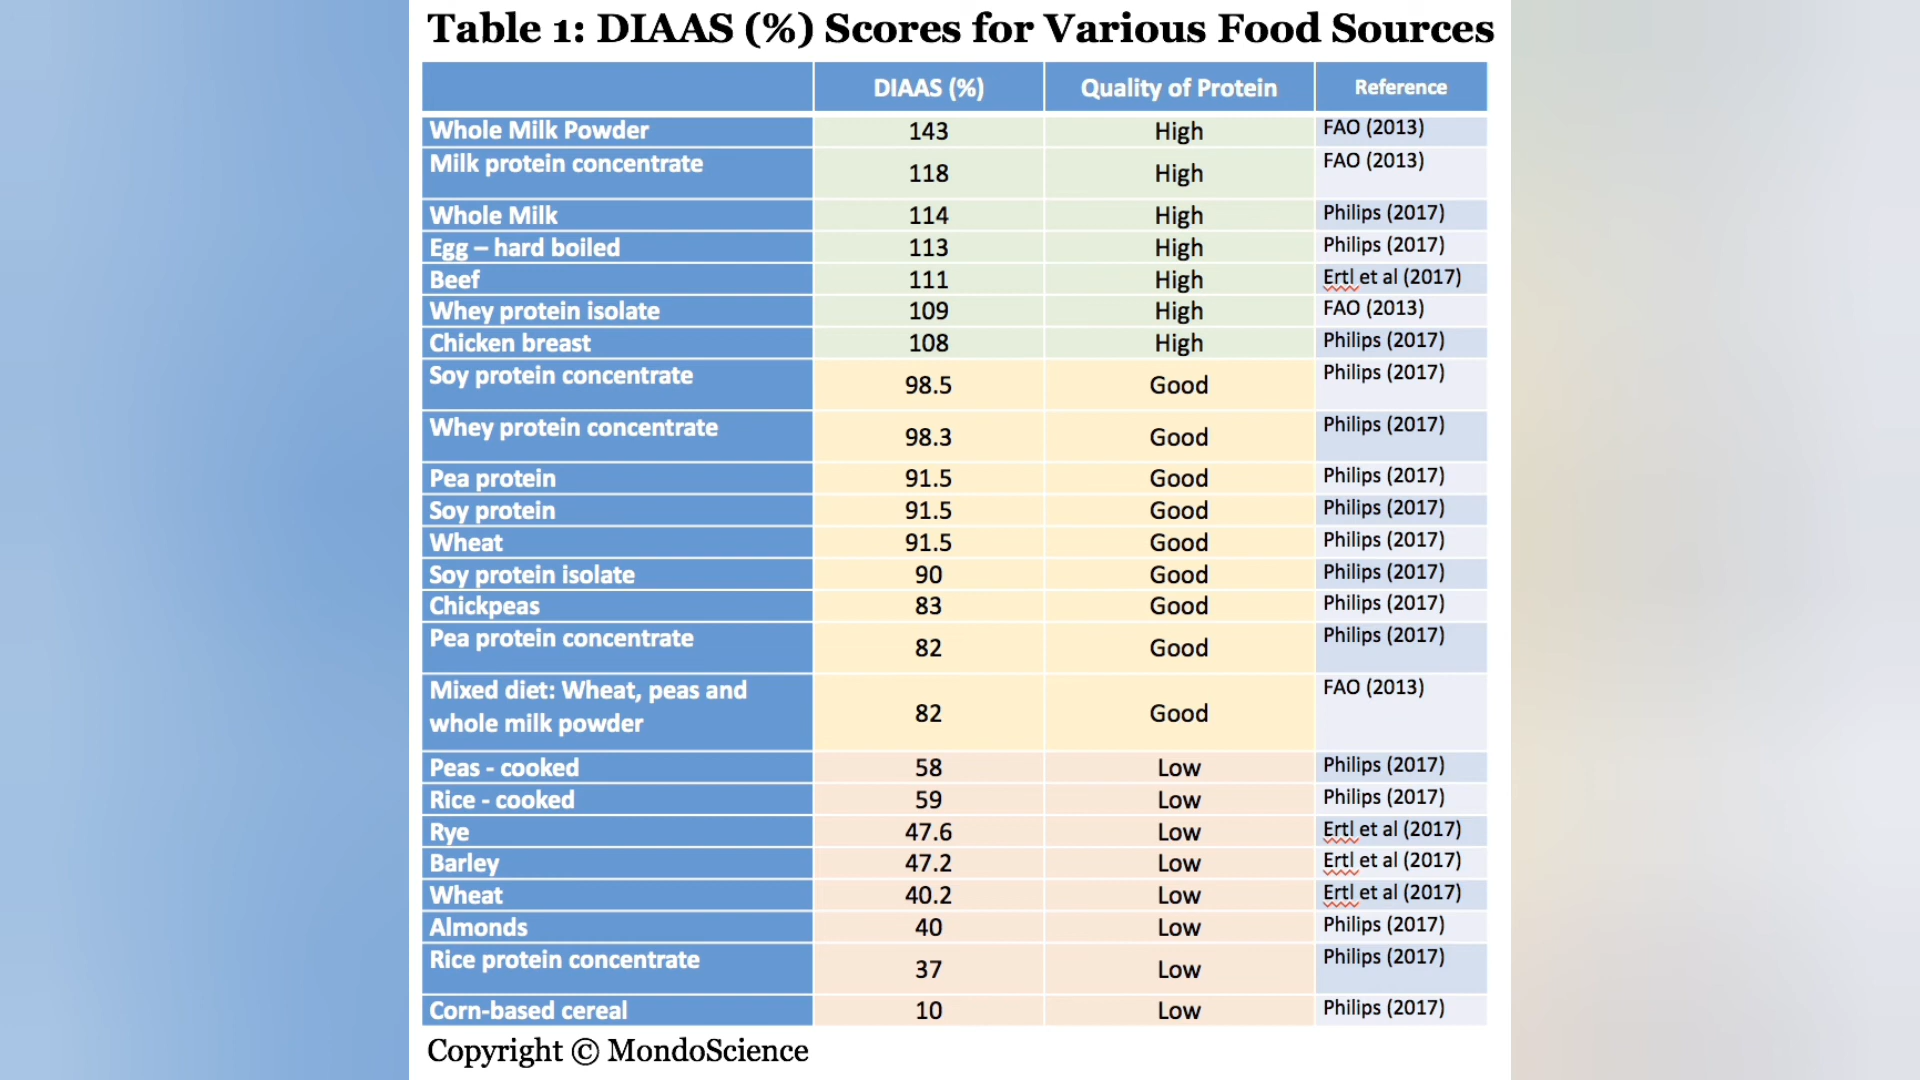 Table 1: DIAAS (%) Scores for Various Food Sources
DIAAS (%) Quality of Protein Reference
Whole Milk Powder 143 High FAO (2013)
Milk protein concentrate 118 High FAO (2013)
Whole Milk 114 High Philips (2017)
Egg – hard boiled 113 High Philips (2017)
Beef 111 High Ertl et al (2017)
Whey protein isolate 109 High FAO (2013)
Chicken breast 108 High Philips (2017)
Soy protein concentrate 98.5 Good Philips (2017)
Whey protein concentrate 98.3 Good Philips (2017)
Pea protein 91.5 Good Philips (2017)
Soy protein 91.5 Good Philips (2017)
Wheat 91.5 Good Philips (2017)
Soy protein isolate 90 Good Philips (2017)
Chickpeas 83 Good Philips (2017)
Pea protein concentrate 82 Good Philips (2017)
Mixed diet: Wheat, peas and
whole milk powder 82 Good FAO (2013)
Peas - cooked 58 Low Philips (2017)
Rice - cooked 59 Low Philips (2017)
Rye 47.6 Low Ertl et al (2017)
Barley 47.2 Low Ertl et al (2017)
Wheat 40.2 Low Ertl et al (2017)
Almonds 40 Low Philips (2017)
Rice protein concentrate 37 Low Philips (2017)
Corn-based cereal 10 Low Philips (2017)
Copyright © MondoScience